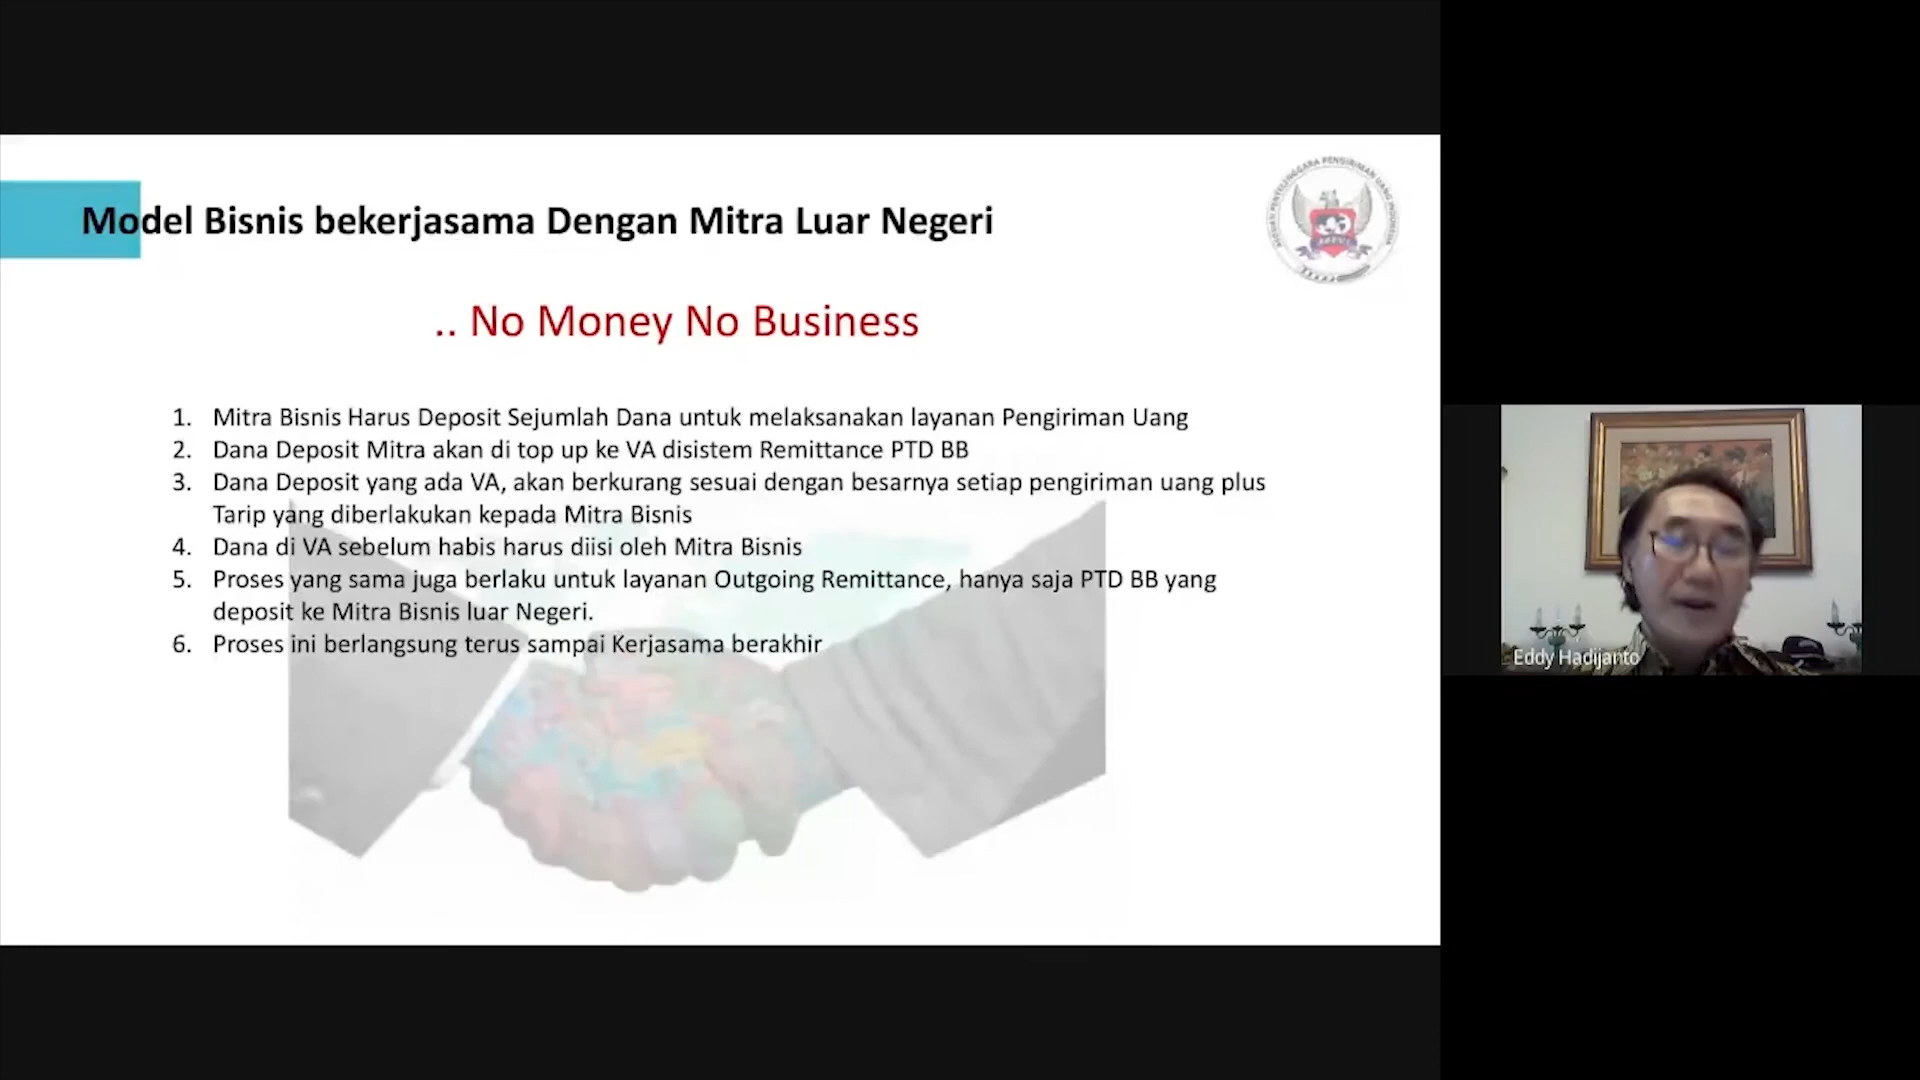 Model Bisnis bekerjasama Dengan Mitra Luar Negeri
ASOSIASI PENYELENGGARA PENGIRIMAN UANG INDONESIA
.. No Money No Business
1. Mitra Bisnis Harus Deposit Sejumlah Dana untuk melaksanakan layanan Pengiriman Uang
2. Dana Deposit Mitra akan di top up ke VA disistem Remittance PTD BB
3. Dana Deposit yang ada VA, akan berkurang sesuai dengan besarnya setiap pengiriman uang plus
Tarip yang diberlakukan kepada Mitra Bisnis
4. Dana di VA sebelum habis harus diisi oleh Mitra Bisnis
5. Proses yang sama juga berlaku untuk layanan Outgoing Remittance, hanya saja PTD BB yang
deposit ke Mitra Bisnis luar Negeri.
6. Proses ini berlangsung terus sampai Kerjasama berakhir
Eddy Hadijanto